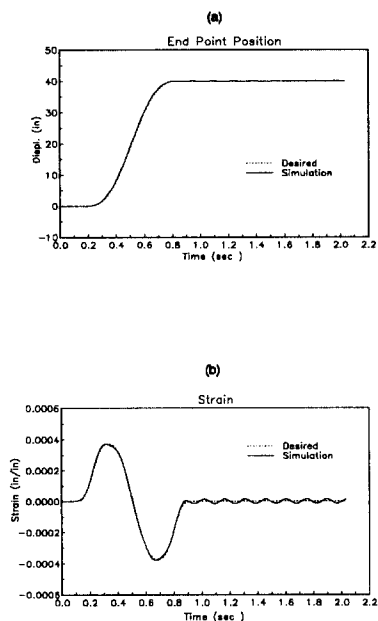 (a)
End Point Position
50
40
30
20
10
0
-10
Displ. (in)
Desired
Simulation
0.0 0.2 0.4 0.6 0.8 1.0 1.2 1.4 1.6 1.8 2.0 2.2
Time (sec )
(b)
Strain
0.0006
0.0004
0.0002
0.0000
-0.0002
-0.0004
-0.0006
Strain (in/in)
Desired
Simulation
0.0 0.2 0.4 0.6 0.8 1.0 1.2 1.4 1.6 1.8 2.0 2.2
Time (sec )